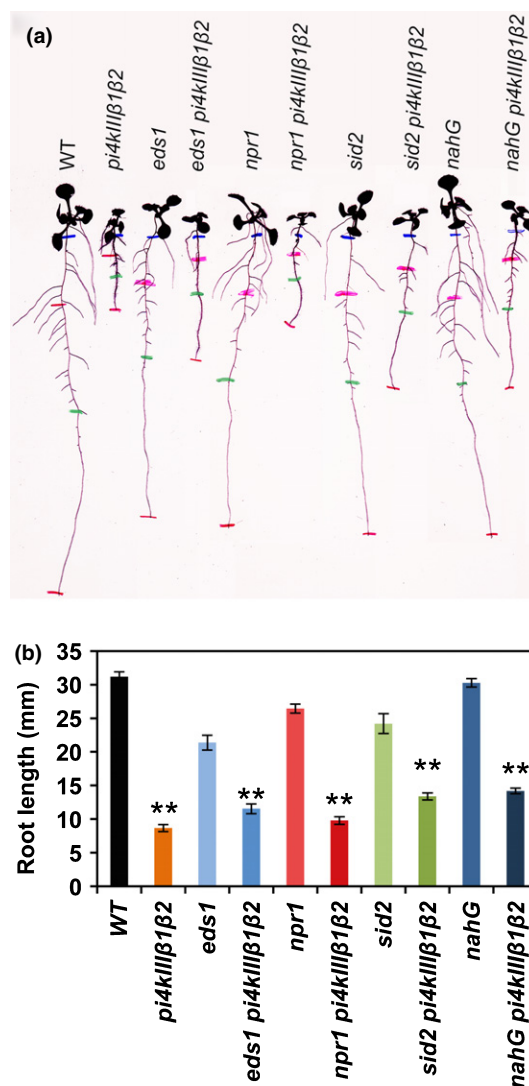 (a)
WT
pi4kIIIβ1β2
eds1
eds1 pi4kIIIβ1β2
npr1
npr1 pi4kIIIβ1β2
sid2
sid2 pi4kIIIβ1β2
nahG
nahG pi4kIIIβ1β2
(b)
Root length (mm)
35
30
25
20
15
10
5
0
**
**
**
**
**
WT
pi4kIIIβ1β2
eds1
eds1 pi4kIIIβ1β2
npr1
npr1 pi4kIIIβ1β2
sid2
sid2 pi4kIIIβ1β2
nahG
nahG pi4kIIIβ1β2